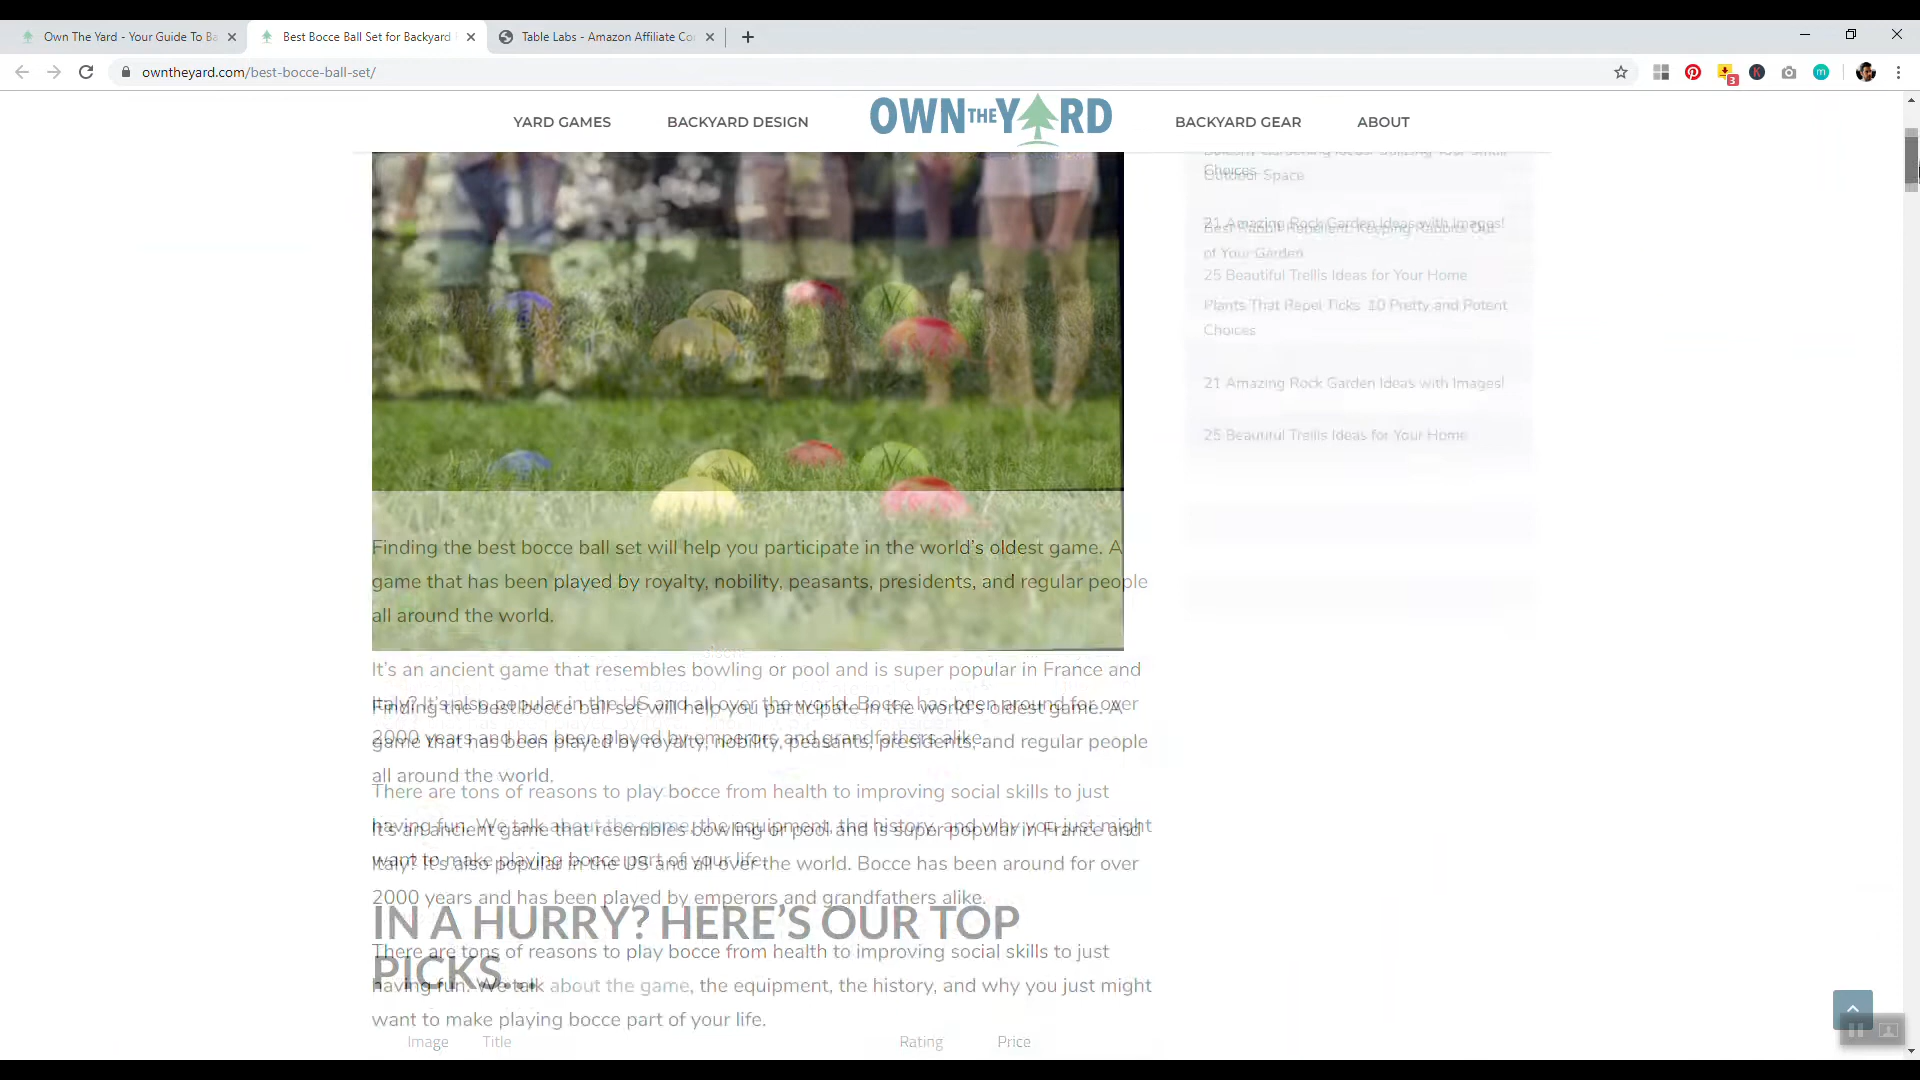 Own The Yard - Your Guide To Ba
Best Bocce Ball Set for Backyard
Table Labs - Amazon Affiliate Co
owntheyard.com/best-bocce-ball-set/
3
K
m
YARD GAMES
BACKYARD DESIGN
OWN THE YARD
BACKYARD GEAR
ABOUT
Choices
Outdoor Space
21 Amazing Rock Garden Ideas with Images!
Best Rabbit Repellent: Keeping Rabbits Out
of Your Garden
25 Beautiful Trellis Ideas for Your Home
Plants That Repel Ticks: 10 Pretty and Potent
Choices
21 Amazing Rock Garden Ideas with Images!
25 Beautiful Trellis Ideas for Your Home
Finding the best bocce ball set will help you participate in the world's oldest game. A
game that has been played by royalty, nobility, peasants, presidents, and regular people
all around the world.
It's an ancient game that resembles bowling or pool and is super popular in France and
Italy? It's also popular in the US and all over the world. Bocce has been around for over
Finding the best bocce ball set will help you participate in the world's oldest game. A
2000 years and has been played by emperors and grandfathers alike.
game that has been played by royalty, nobility, peasants, presidents, and regular people
all around the world.
There are tons of reasons to play bocce from health to improving social skills to just
having fun. We talk about the game, the equipment, the history, and why you just might
It's an ancient game that resembles bowling or pool and is super popular in France and
want to make playing bocce part of your life.
Italy? It's also popular in the US and all over the world. Bocce has been around for over
2000 years and has been played by emperors and grandfathers alike.
IN A HURRY? HERE'S OUR TOP
PICKS...
There are tons of reasons to play bocce from health to improving social skills to just
having fun. We talk about the game, the equipment, the history, and why you just might
want to make playing bocce part of your life.
Image Title Rating Price